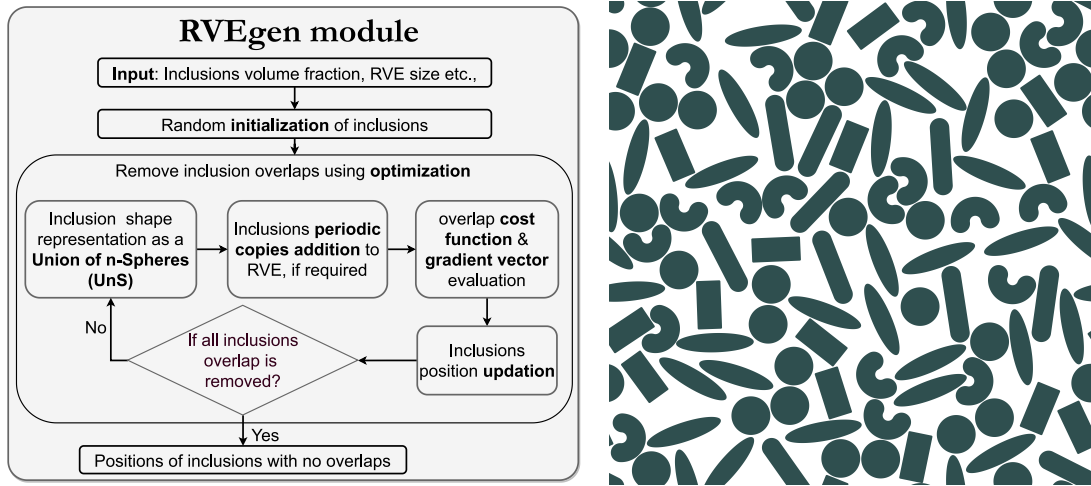 RVEgen module
Input: Inclusions volume fraction, RVE size etc.,
Random initialization of inclusions
Remove inclusion overlaps using optimization
Inclusion shape
representation as a
Union of n-Spheres
(UnS)
Inclusions periodic
copies addition to
RVE, if required
overlap cost
function &
gradient vector
evaluation
No
If all inclusions
overlap is
removed?
Inclusions
position updation
Yes
Positions of inclusions with no overlaps